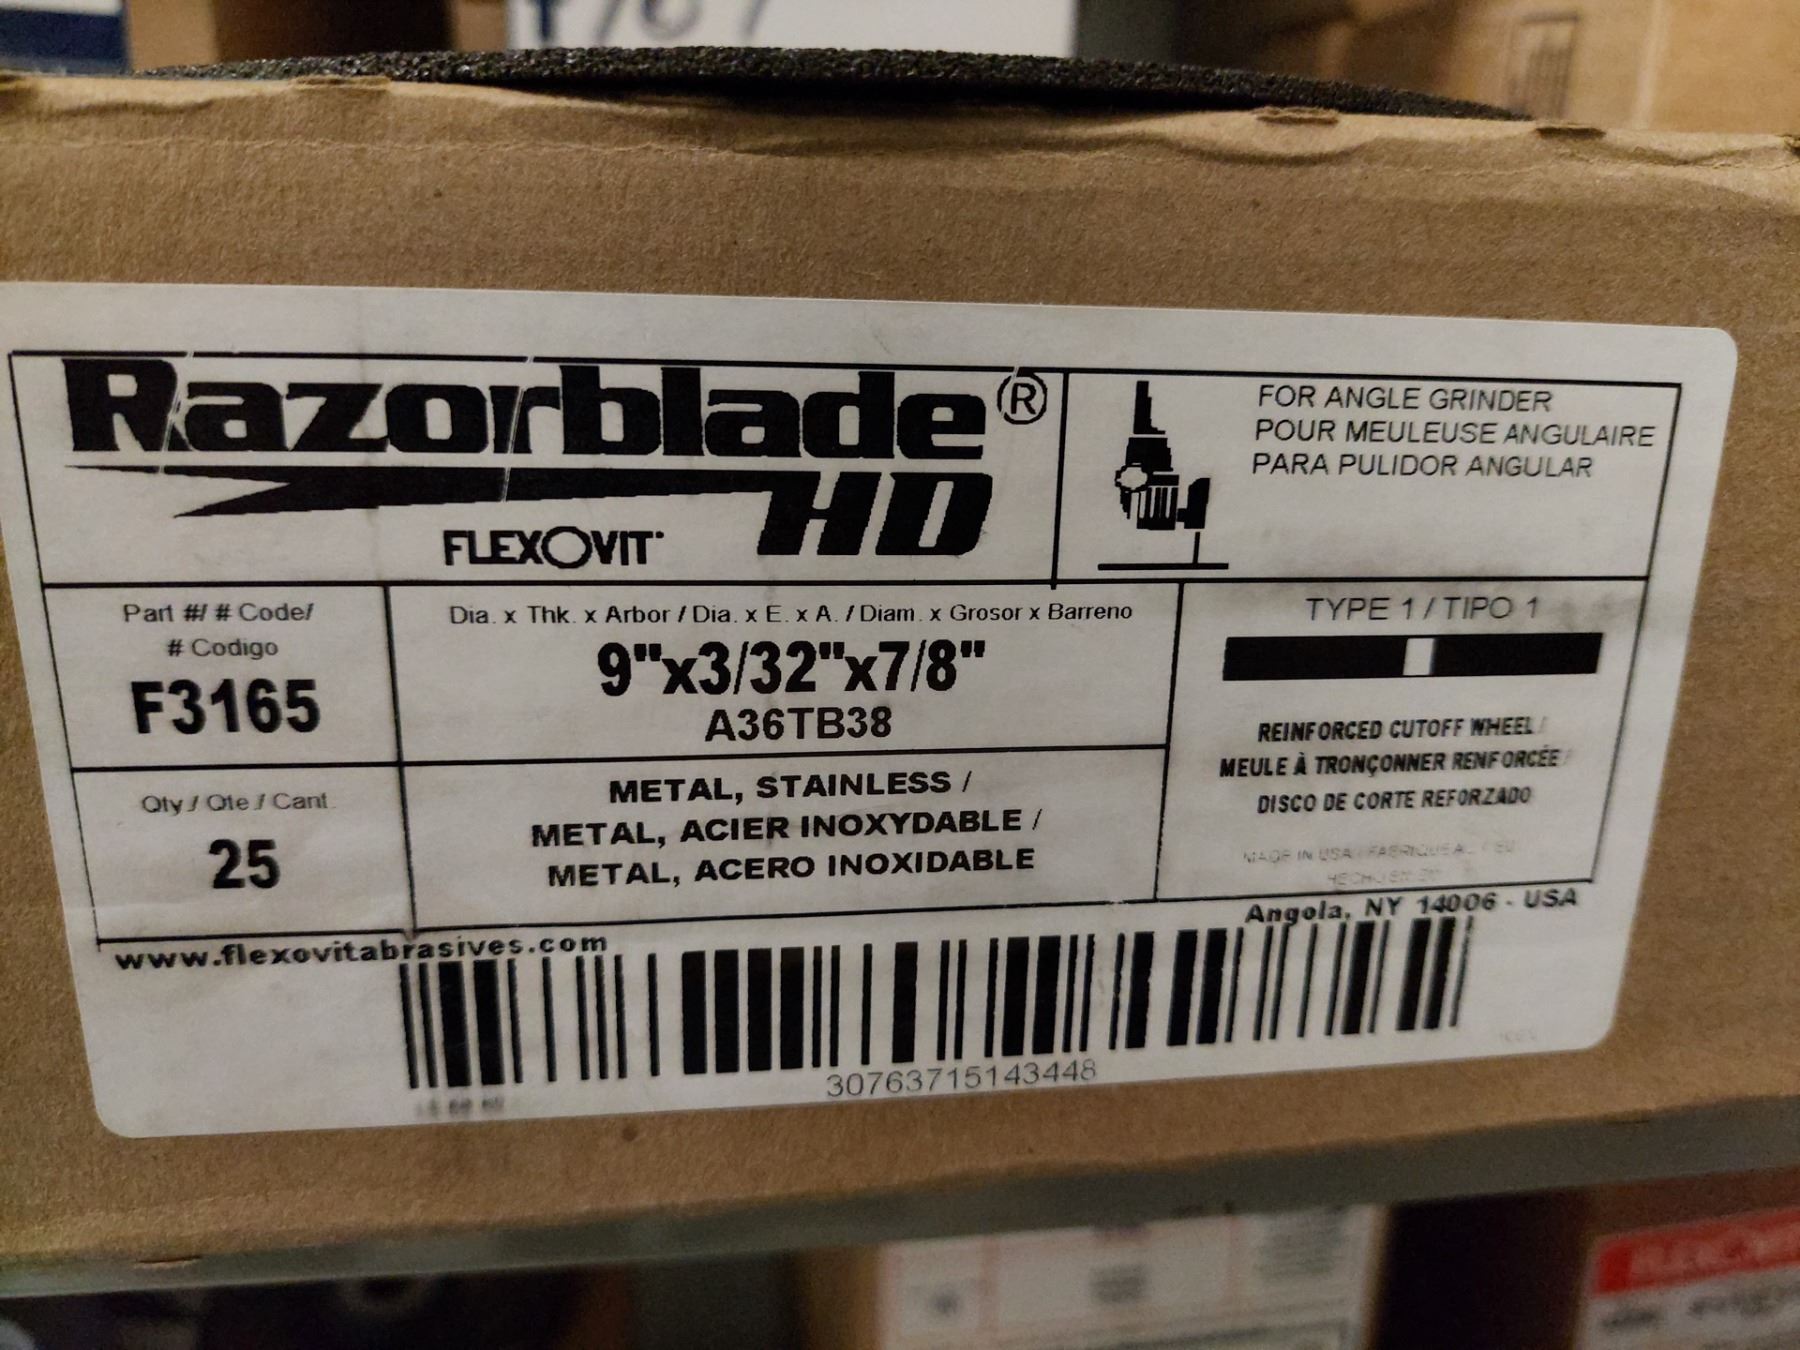 Razorblade®
HD
FLEXOVIT
FOR ANGLE GRINDER
POUR MEULEUSE ANGULAIRE
PARA PULIDOR ANGULAR
Part #/ # Code/
# Codigo
F3165
Dia. x Thk. x Arbor / Dia. x E. x A. / Diam. x Grosor x Barreno
9"x3/32"x7/8"
A36TB38
TYPE 1 / TIPO 1
REINFORCED CUTOFF WHEEL /
MEULE À TRONÇONNER RENFORCÉE /
DISCO DE CORTE REFORZADO
MADE IN USA
Qty / Qte / Cant.
25
METAL, STAINLESS /
METAL, ACIER INOXYDABLE /
METAL, ACERO INOXIDABLE
www.flexovitabrasives.com
Angola, NY 14006 - USA
30763715143448